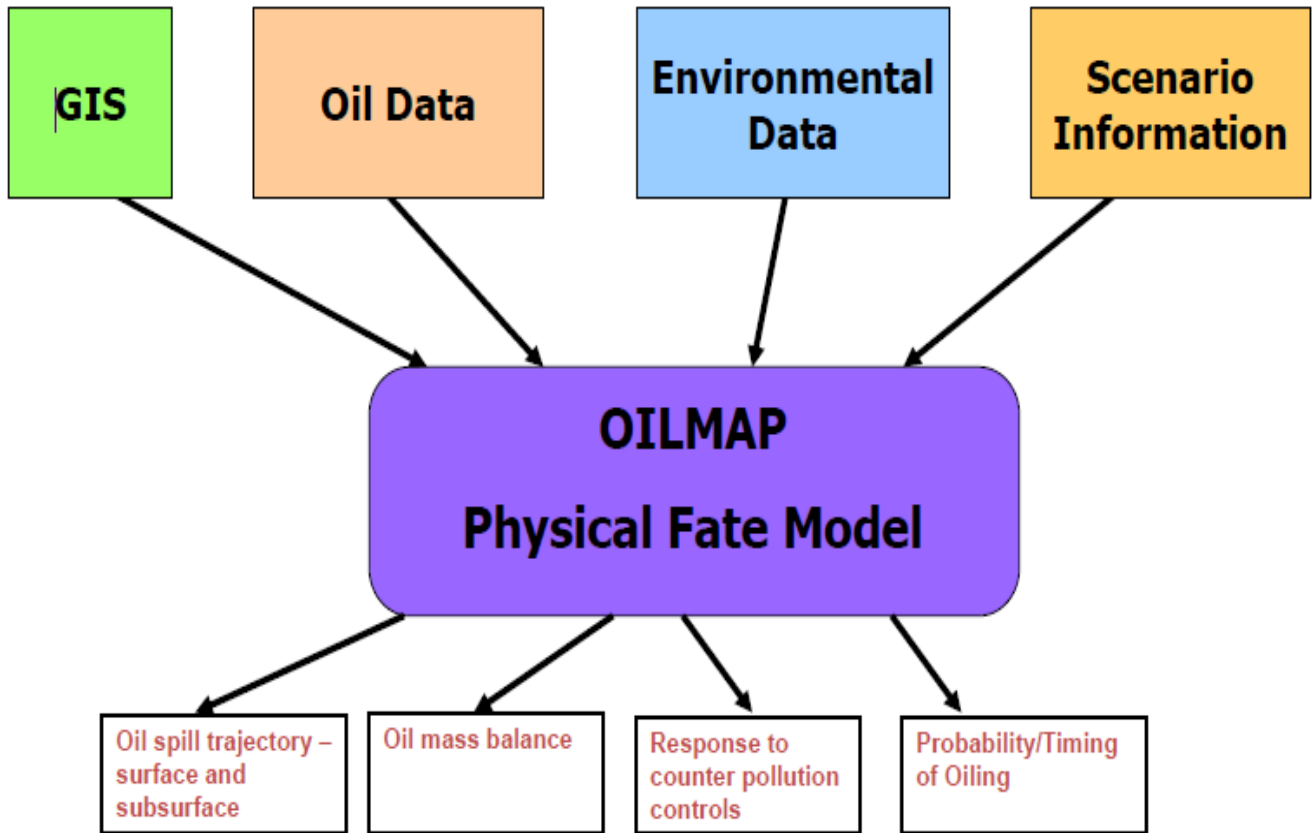 GIS
Oil Data
Environmental
Data
Scenario
Information
OILMAP
Physical Fate Model
Oil spill trajectory –
surface and
subsurface
Oil mass balance
Response to
counter pollution
controls
Probability/Timing
of Oiling